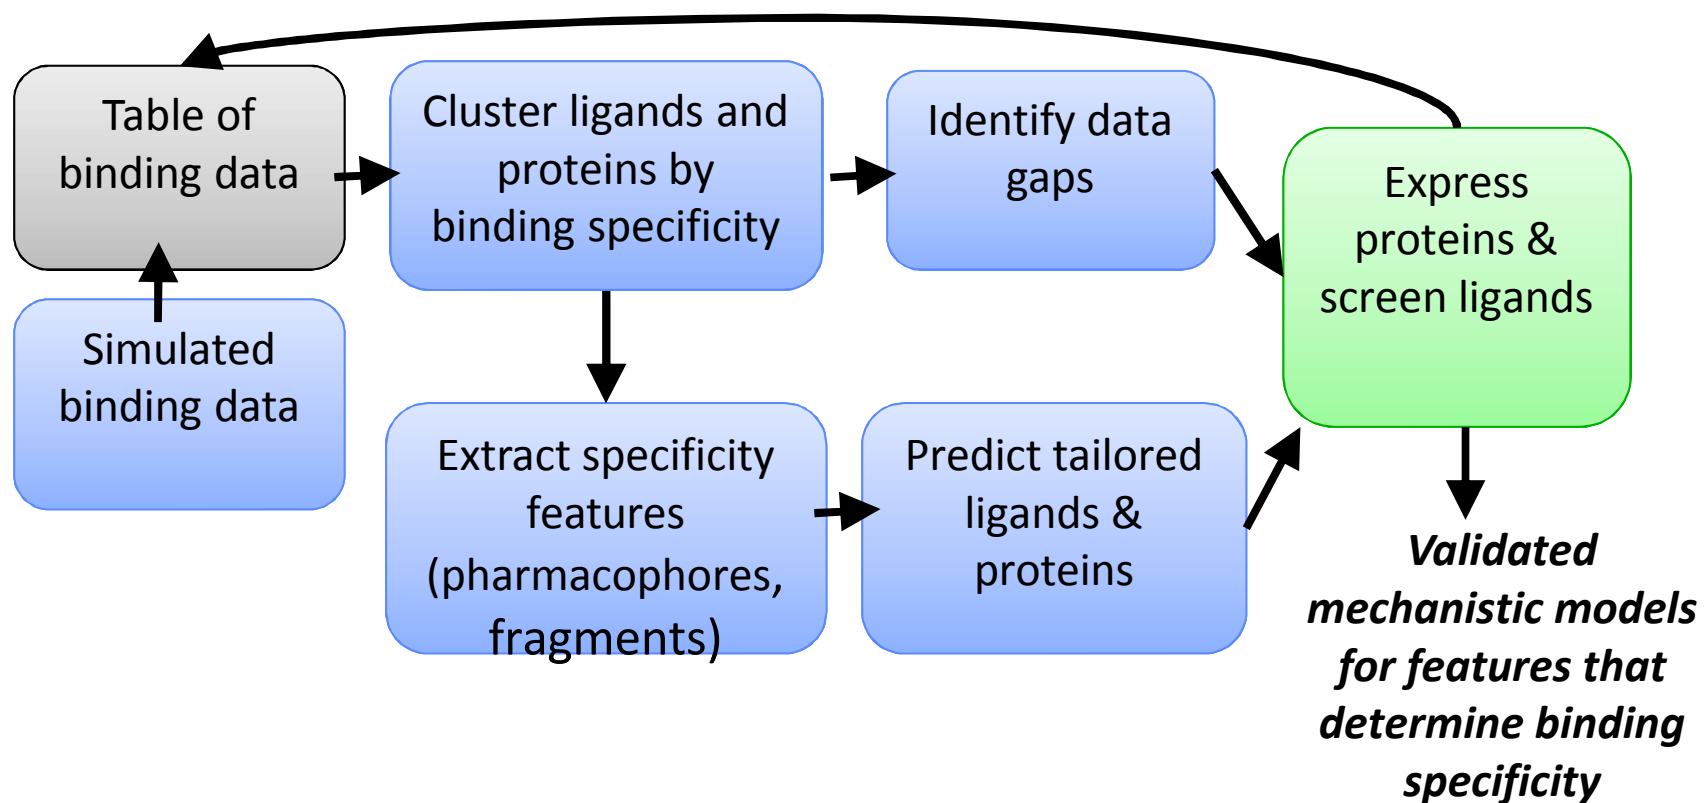 Table of
binding data
Cluster ligands and
proteins by
binding specificity
Identify data
gaps
Express
proteins &
screen ligands
Simulated
binding data
Extract specificity
features
(pharmacophores,
fragments)
Predict tailored
ligands &
proteins
Validated
mechanistic models
for features that
determine binding
specificity